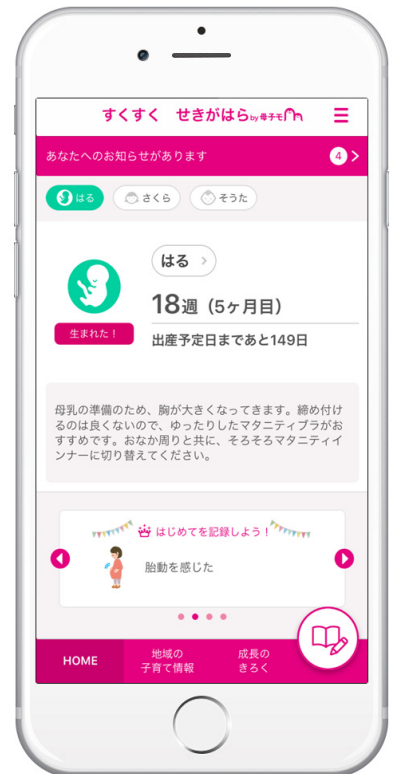 すくすく せきがはら by 母子モ
あなたへのお知らせがあります 4
はる さくら そうた
はる
18週（5ヶ月目）
生まれた！
出産予定日まであと149日
母乳の準備のため、胸が大きくなってきます。締め付け
るのは良くないので、ゆったりしたマタニティブラがお
すすめです。おなか周りと共に、そろそろマタニティイ
ンナーに切り替えてください。
はじめてを記録しよう！
胎動を感じた
HOME
地域の
子育て情報
成長の
きろく